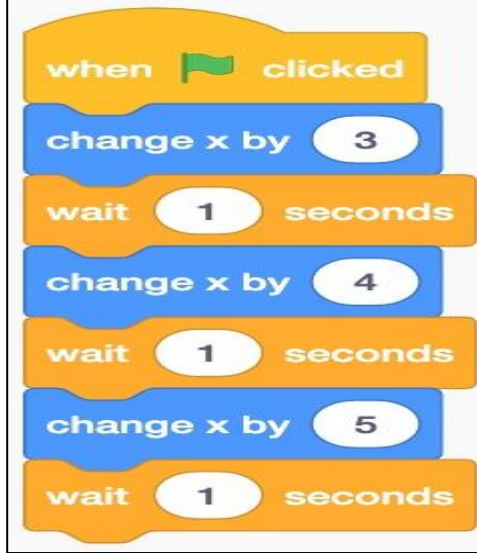 when clicked
change x by 3
wait 1 seconds
change x by 4
wait 1 seconds
change x by 5
wait 1 seconds